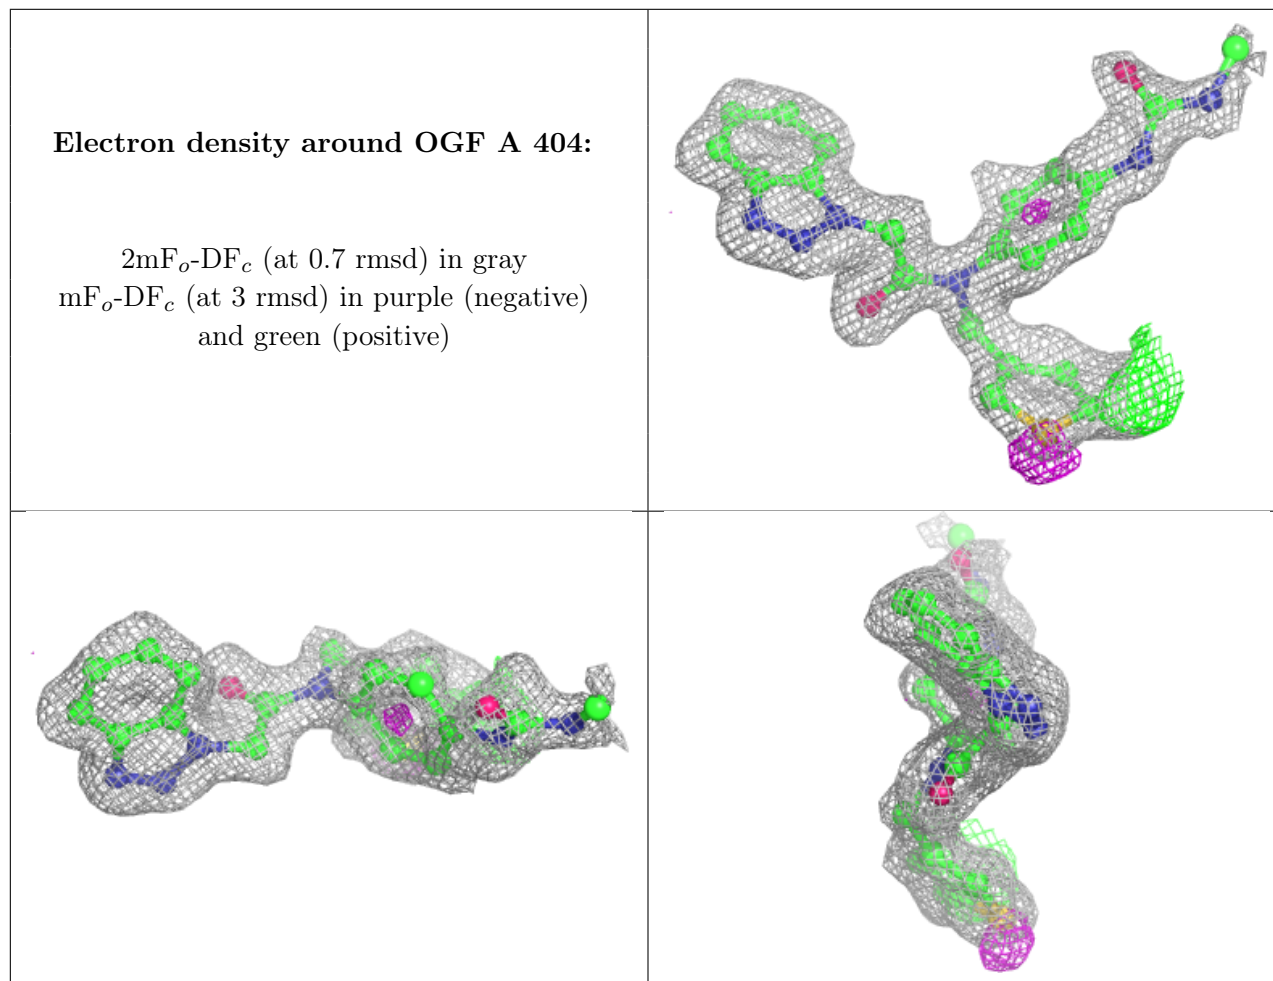 Electron density around OGF A 404:
2mFo-DFc (at 0.7 rmsd) in gray
mFo-DFc (at 3 rmsd) in purple (negative)
and green (positive)